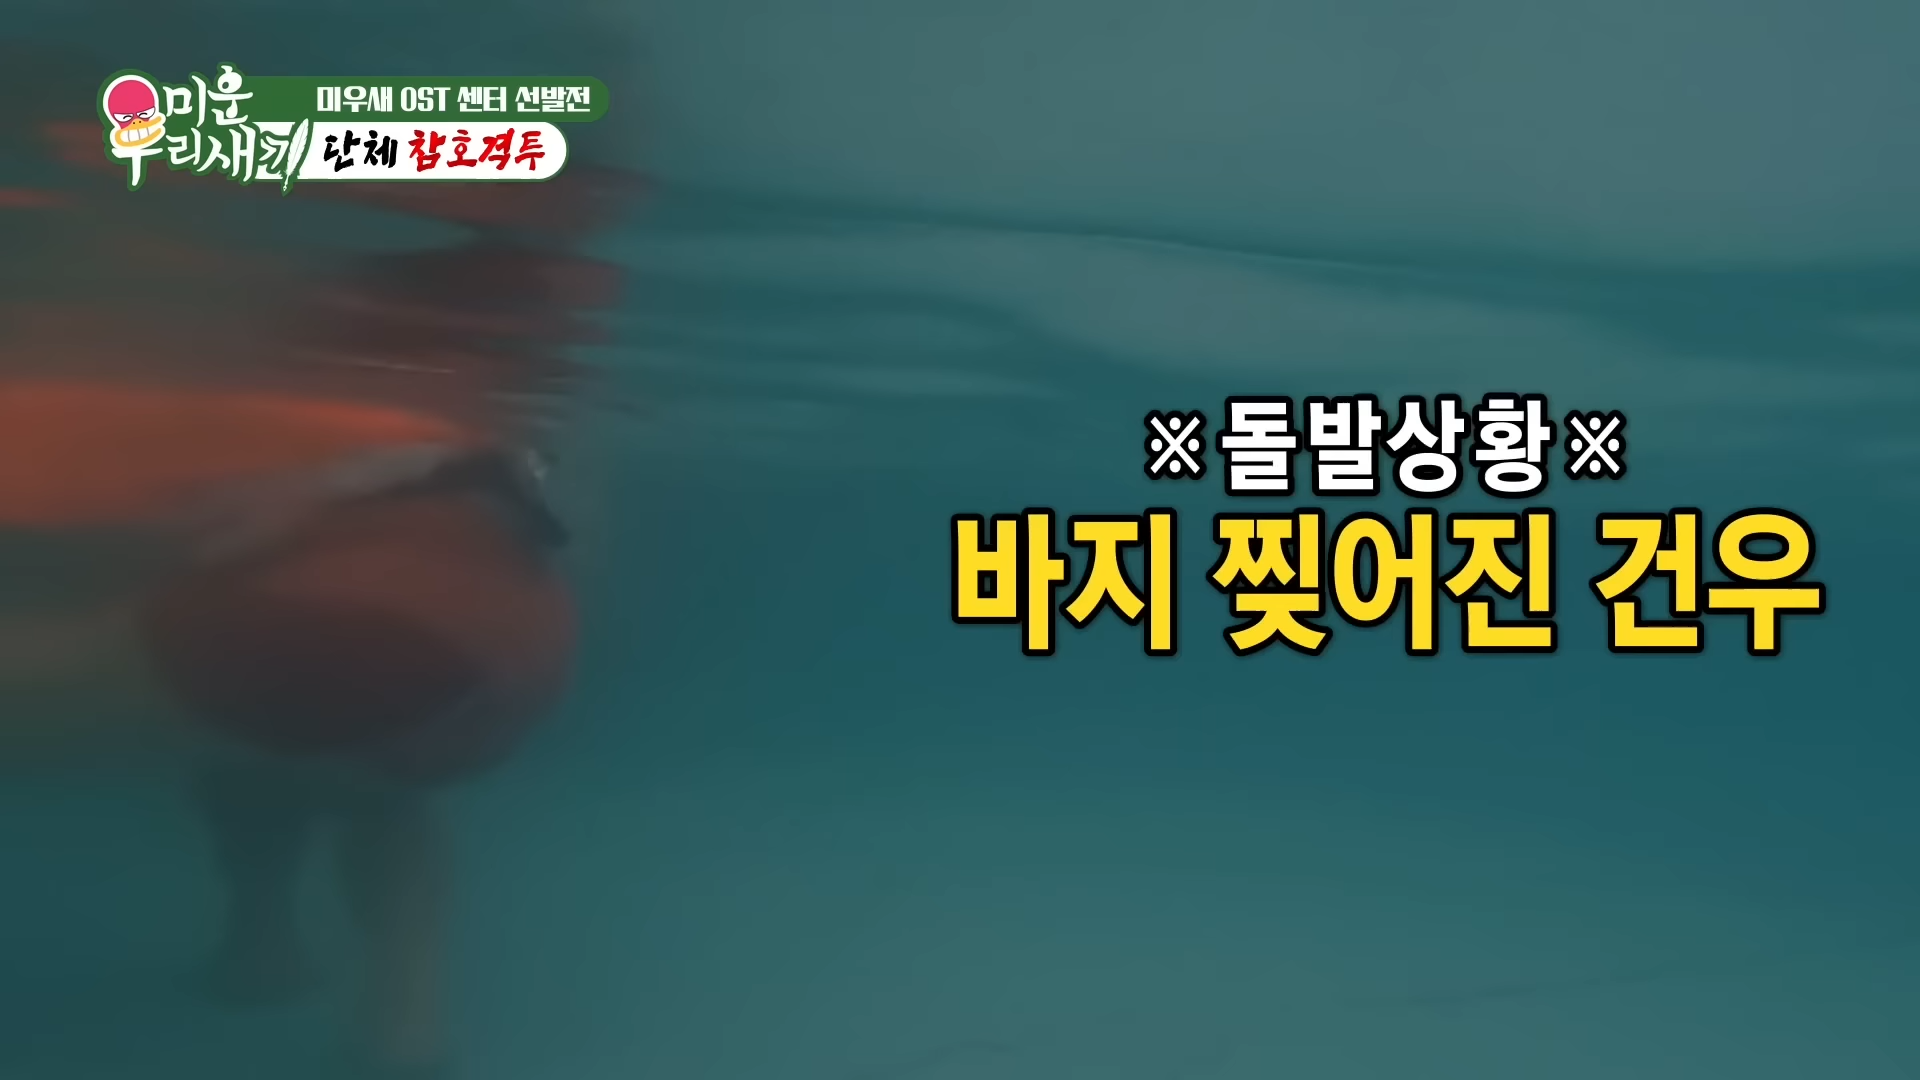 미운
우리새끼
미우새 OST 센터 선발전
단체 참호격투
※돌발상황※
바지 찢어진 건우